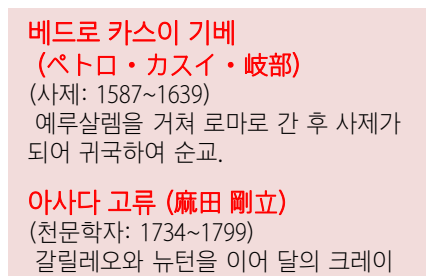 베드로 카스이 기베
(ペトロ・カスイ・岐部)
(사제: 1587~1639)
예루살렘을 거쳐 로마로 간 후 사제가
되어 귀국하여 순교.
아사다 고류 (麻田 剛立)
(천문학자: 1734~1799)
갈릴레오와 뉴턴을 이어 달의 크레이